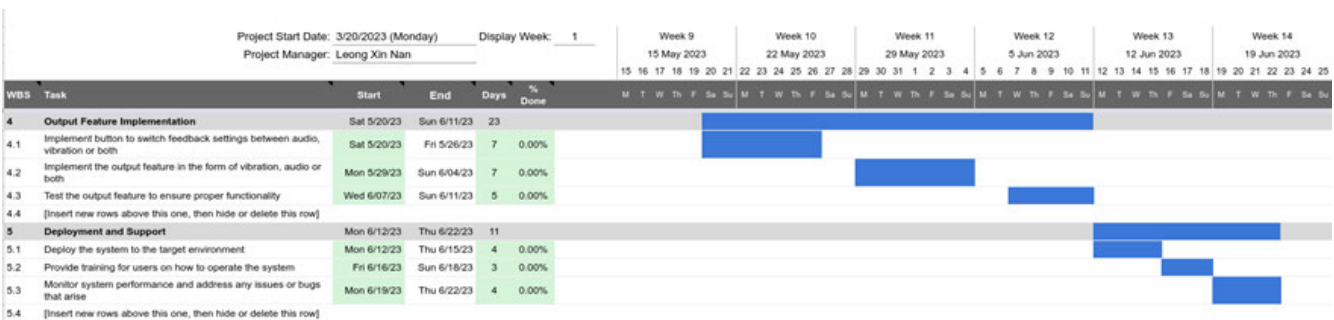 Project Start Date: 3/20/2023 (Monday) Display Week: 1 Week 9 Week 10 Week 11 Week 12 Week 13 Week 14
Project Manager: Leong Xin Nan 15 May 2023 22 May 2023 29 May 2023 5 Jun 2023 12 Jun 2023 19 Jun 2023
15 16 17 18 19 20 21 22 23 24 25 26 27 28 29 30 31 1 2 3 4 5 6 7 8 9 10 11 12 13 14 15 16 17 18 19 20 21 22 23 24 25
WBS Task Start End Days % Done M T W Th F Sa Su M T W Th F Sa Su M T W Th F Sa Su M T W Th F Sa Su M T W Th F Sa Su M T W Th F Sa Su
4 Output Feature Implementation Sat 5/20/23 Sun 6/11/23 23
4.1 Implement button to switch feedback settings between audio, vibration or both Sat 5/20/23 Fri 5/26/23 7 0.00%
4.2 Implement the output feature in the form of vibration, audio or both Mon 5/29/23 Sun 6/04/23 7 0.00%
4.3 Test the output feature to ensure proper functionality Wed 6/07/23 Sun 6/11/23 5 0.00%
4.4 [Insert new rows above this one, then hide or delete this row]
5 Deployment and Support Mon 6/12/23 Thu 6/22/23 11
5.1 Deploy the system to the target environment Mon 6/12/23 Thu 6/15/23 4 0.00%
5.2 Provide training for users on how to operate the system Fri 6/16/23 Sun 6/18/23 3 0.00%
5.3 Monitor system performance and address any issues or bugs that arise Mon 6/19/23 Thu 6/22/23 4 0.00%
5.4 [Insert new rows above this one, then hide or delete this row]